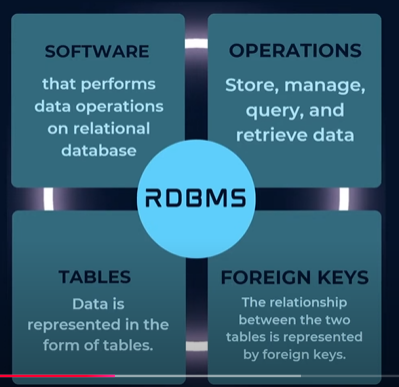 SOFTWARE
that performs
data operations
on relational
database
OPERATIONS
Store, manage,
query, and
retrieve data
RDBMS
TABLES
Data is
represented in the
form of tables.
FOREIGN KEYS
The relationship
between the two
tables is represented
by foreign keys.